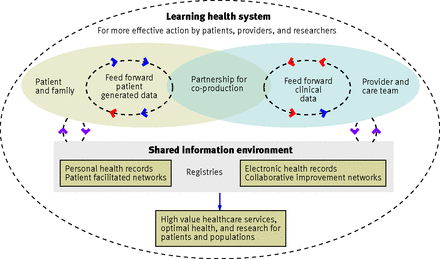 Learning health system
For more effective action by patients, providers, and researchers
Patient
and family
Feed forward
patient
generated data
Partnership for
co-production
Feed forward
clinical
data
Provider and
care team
Shared information environment
Personal health records
Patient facilitated networks
Registries
Electronic health records
Collaborative improvement networks
High value healthcare services,
optimal health, and research for
patients and populations